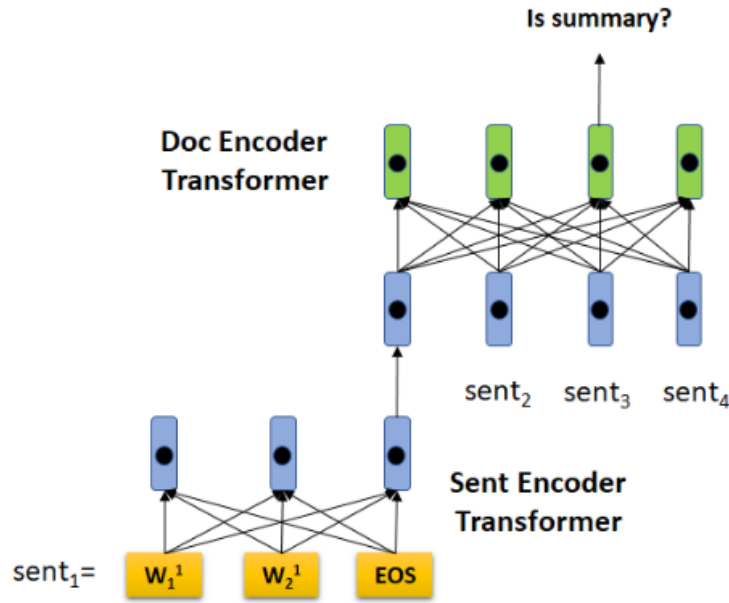 Is summary?
Doc Encoder
Transformer
sent₂ sent₃ sent₄
Sent Encoder
Transformer
sent₁= W₁¹ W₂¹ EOS